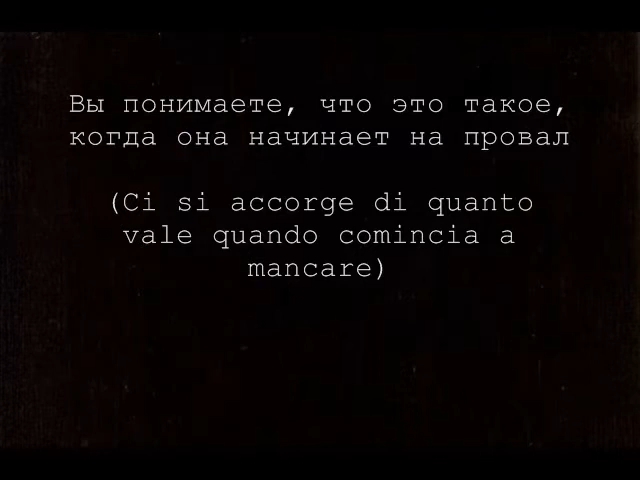 Вы понимаете, что это такое,
когда она начинает на провал
(Ci si accorge di quanto
vale quando comincia a
mancare)